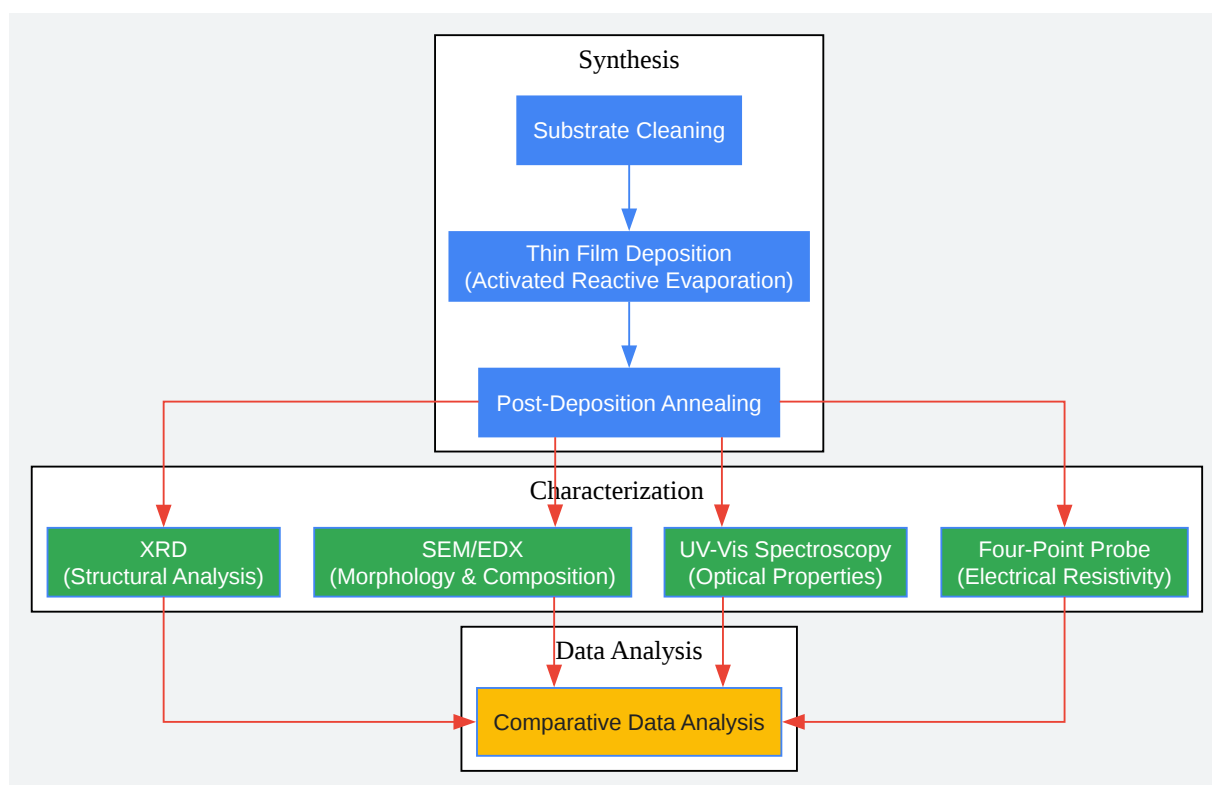 Synthesis
Substrate Cleaning
Thin Film Deposition
(Activated Reactive Evaporation)
Post-Deposition Annealing
Characterization
XRD
(Structural Analysis)
SEM/EDX
(Morphology & Composition)
UV-Vis Spectroscopy
(Optical Properties)
Four-Point Probe
(Electrical Resistivity)
Data Analysis
Comparative Data Analysis